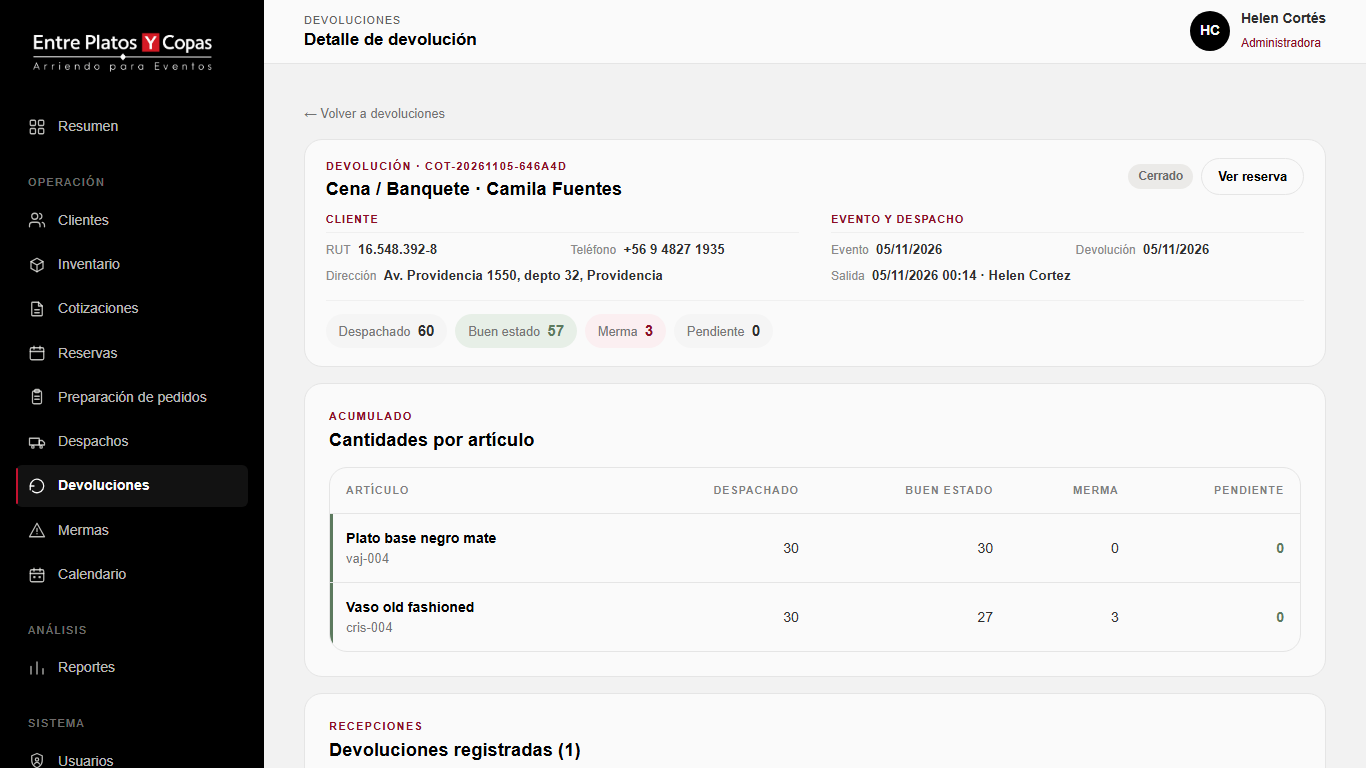 Entre Platos Y Copas
Arriendo para Eventos
Resumen
OPERACIÓN
Clientes
Inventario
Cotizaciones
Reservas
Preparación de pedidos
Despachos
Devoluciones
Mermas
Calendario
ANÁLISIS
Reportes
SISTEMA
Usuarios
DEVOLUCIONES
Detalle de devolución
HC
Helen Cortés
Administradora
← Volver a devoluciones
DEVOLUCIÓN · COT-20261105-646A4D
Cena / Banquete · Camila Fuentes
Cerrado
Ver reserva
CLIENTE
RUT 16.548.392-8 Teléfono +56 9 4827 1935
Dirección Av. Providencia 1550, depto 32, Providencia
EVENTO Y DESPACHO
Evento 05/11/2026 Devolución 05/11/2026
Salida 05/11/2026 00:14 · Helen Cortez
Despachado 60 Buen estado 57 Merma 3 Pendiente 0
ACUMULADO
Cantidades por artículo
ARTÍCULO DESPACHADO BUEN ESTADO MERMA PENDIENTE
Plato base negro mate
vaj-004
30 30 0 0
Vaso old fashioned
cris-004
30 27 3 0
RECEPCIONES
Devoluciones registradas (1)